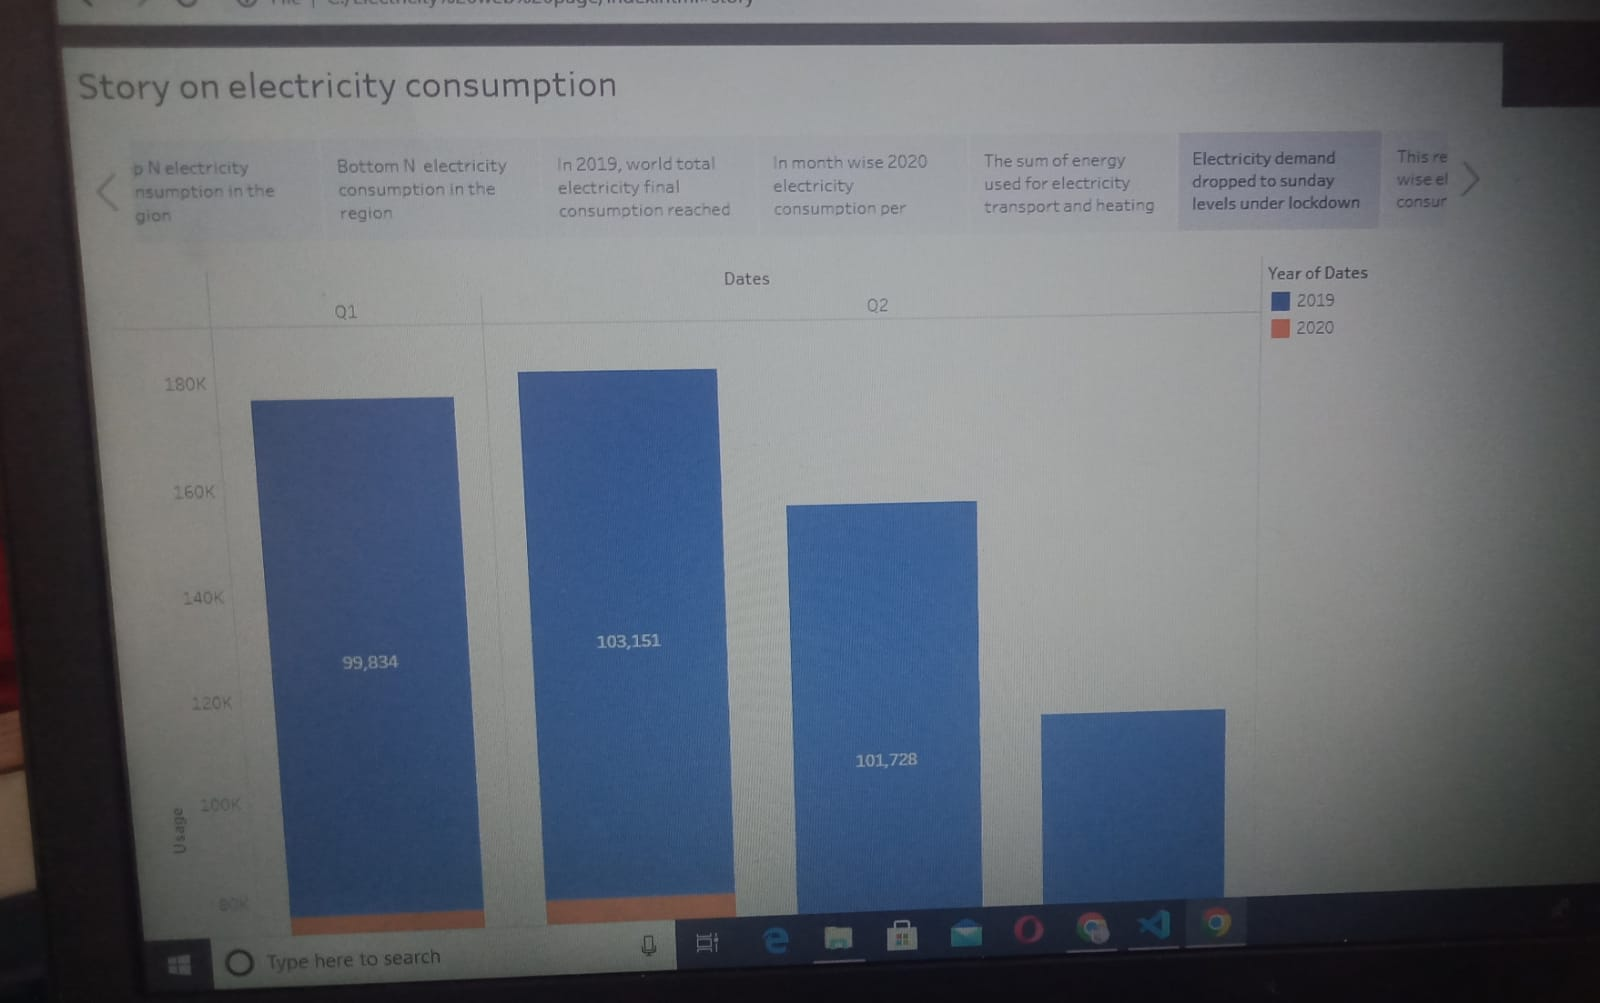 Story on electricity consumption
p N electricity
nsumption in the
gion
Bottom N electricity
consumption in the
region
In 2019, world total
electricity final
consumption reached
In month wise 2020
electricity
consumption per
The sum of energy
used for electricity
transport and heating
Electricity demand
dropped to sunday
levels under lockdown
This re
wise el
consur
Dates
Q1
Q2
Year of Dates
2019
2020
180K
160K
140K
120K
100K
80K
Usage
99,834
103,151
101,728
Type here to search